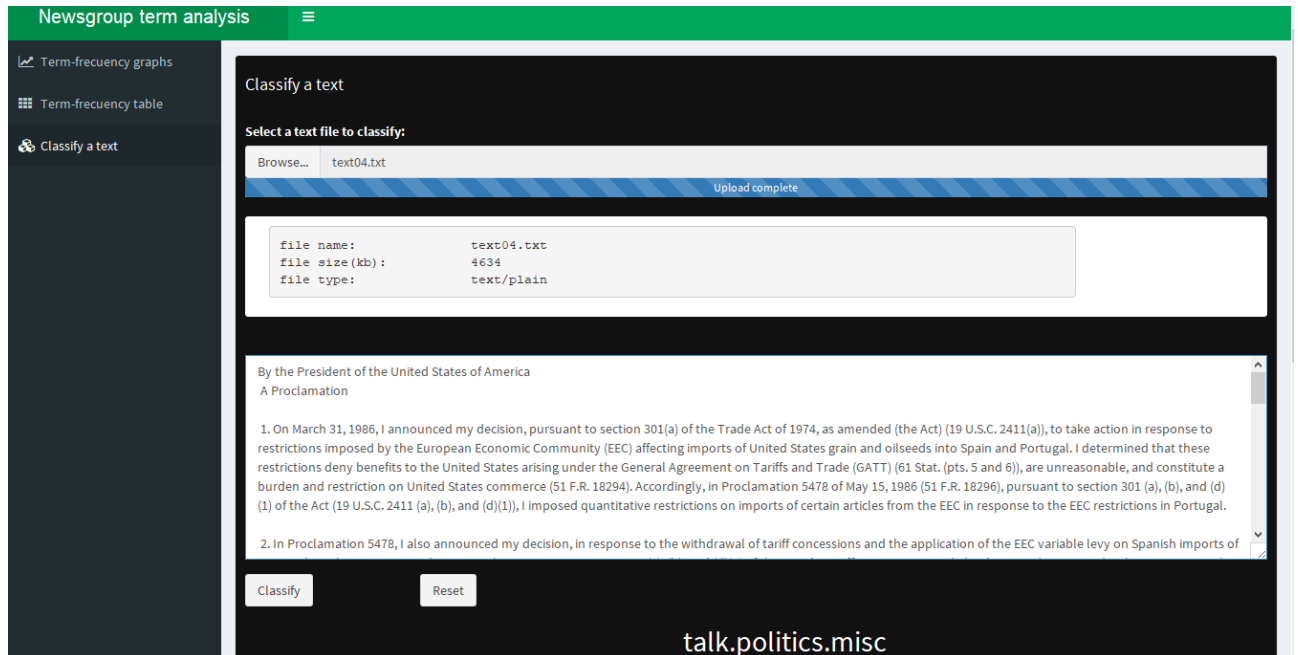 Newsgroup term analysis
Term-frecuency graphs
Term-frecuency table
Classify a text
Classify a text
Select a text file to classify:
Browse... text04.txt
Upload complete
file name: text04.txt
file size(kb): 4634
file type: text/plain
By the President of the United States of America
A Proclamation
1. On March 31, 1986, I announced my decision, pursuant to section 301(a) of the Trade Act of 1974, as amended (the Act) (19 U.S.C. 2411(a)), to take action in response to
restrictions imposed by the European Economic Community (EEC) affecting imports of United States grain and oilseeds into Spain and Portugal. I determined that these
restrictions deny benefits to the United States arising under the General Agreement on Tariffs and Trade (GATT) (61 Stat. (pts. 5 and 6)), are unreasonable, and constitute a
burden and restriction on United States commerce (51 F.R. 18294). Accordingly, in Proclamation 5478 of May 15, 1986 (51 F.R. 18296), pursuant to section 301 (a), (b), and (d)
(1) of the Act (19 U.S.C. 2411 (a), (b), and (d)(1)), I imposed quantitative restrictions on imports of certain articles from the EEC in response to the EEC restrictions in Portugal.
2. In Proclamation 5478, I also announced my decision, in response to the withdrawal of tariff concessions and the application of the EEC variable levy on Spanish imports of
Classify
Reset
talk.politics.misc